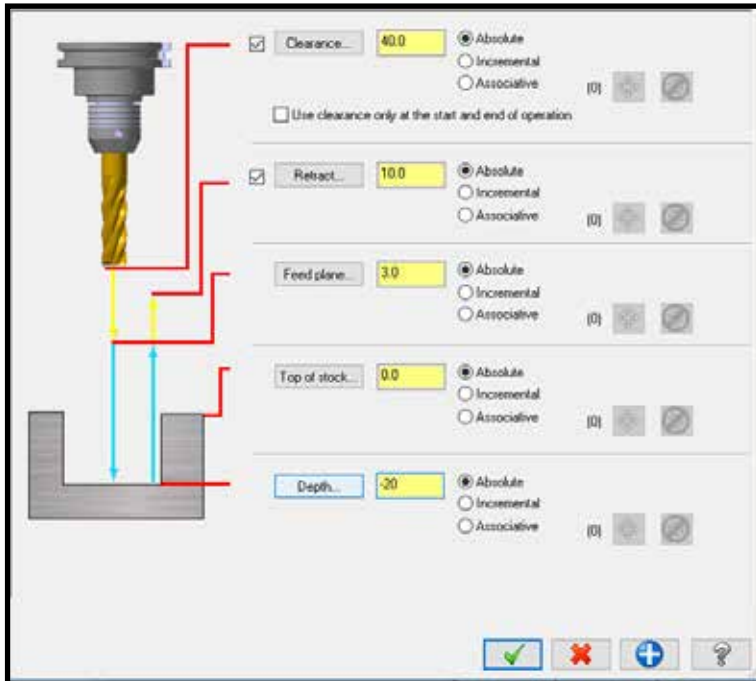 Clearance... 40.0 Absolute
Incremental
Associative (0)
Use clearance only at the start and end of operation
Retract... 10.0 Absolute
Incremental
Associative (0)
Feed plane... 3.0 Absolute
Incremental
Associative (0)
Top of stock... 0.0 Absolute
Incremental
Associative (0)
Depth... -20 Absolute
Incremental
Associative (0)
?